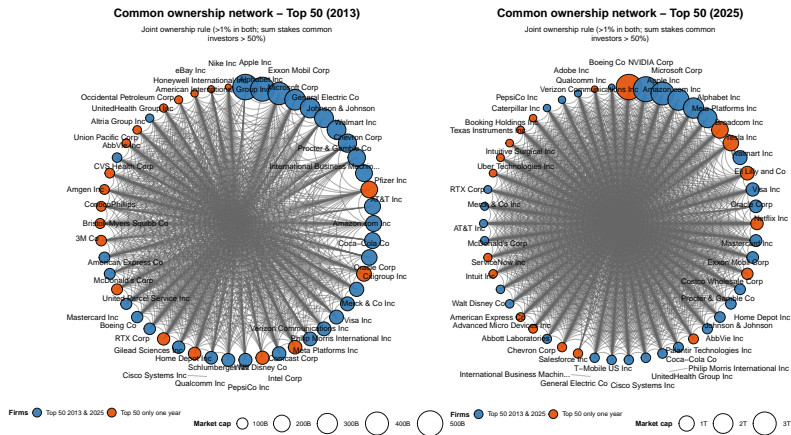 Common ownership network – Top 50 (2013)
Joint ownership rule (>1% in both; sum stakes common
investors > 50%)
Nike Inc
Apple Inc
eBay Inc
Exxon Mobil Corp
Honeywell International Inc
Alphabet Inc
American International Group Inc
Microsoft Corp
Occidental Petroleum Corp
General Electric Co
UnitedHealth Group Inc
Johnson & Johnson
Altria Group Inc
Walmart Inc
Union Pacific Corp
Chevron Corp
AbbVie Inc
Procter & Gamble Co
CVS Health Corp
International Business Machin...
Pfizer Inc
Amgen Inc
AT&T Inc
ConocoPhillips
Bristol-Myers Squibb Co
Amazon.com Inc
3M Co
Coca-Cola Co
American Express Co
Oracle Corp
McDonald's Corp
Citigroup Inc
United Parcel Service Inc
Merck & Co Inc
Mastercard Inc
Visa Inc
Boeing Co
Verizon Communications Inc
RTX Corp
Philip Morris International Inc
Gilead Sciences Inc
Meta Platforms Inc
Home Depot Inc
Comcast Corp
Schlumberger
Walt Disney Co
Cisco Systems Inc
Intel Corp
Qualcomm Inc
PepsiCo Inc
Firms
Top 50 2013 & 2025
Top 50 only one year
Market cap
100B
200B
300B
400B
500B
Common ownership network – Top 50 (2025)
Joint ownership rule (>1% in both; sum stakes common
investors > 50%)
Boeing Co
NVIDIA Corp
Adobe Inc
Microsoft Corp
Qualcomm Inc
Apple Inc
Verizon Communications Inc
Amazon.com Inc
PepsiCo Inc
Alphabet Inc
Caterpillar Inc
Meta Platforms Inc
Booking Holdings Inc
Broadcom Inc
Texas Instruments Inc
Tesla Inc
Intuitive Surgical Inc
Walmart Inc
Uber Technologies Inc
Eli Lilly and Co
RTX Corp
Visa Inc
Merck & Co Inc
Oracle Corp
AT&T Inc
Netflix Inc
McDonald's Corp
Mastercard Inc
ServiceNow Inc
Exxon Mobil Corp
Intuit Inc
Costco Wholesale Corp
Walt Disney Co
Procter & Gamble Co
American Express Co
Home Depot Inc
Advanced Micro Devices Inc
Johnson & Johnson
Abbott Laboratories
AbbVie Inc
Chevron Corp
Palantir Technologies Inc
Salesforce Inc
Coca-Cola Co
T-Mobile US Inc
Philip Morris International Inc
International Business Machin...
UnitedHealth Group Inc
General Electric Co
Cisco Systems Inc
Firms
Top 50 2013 & 2025
Top 50 only one year
Market cap
1T
2T
3T